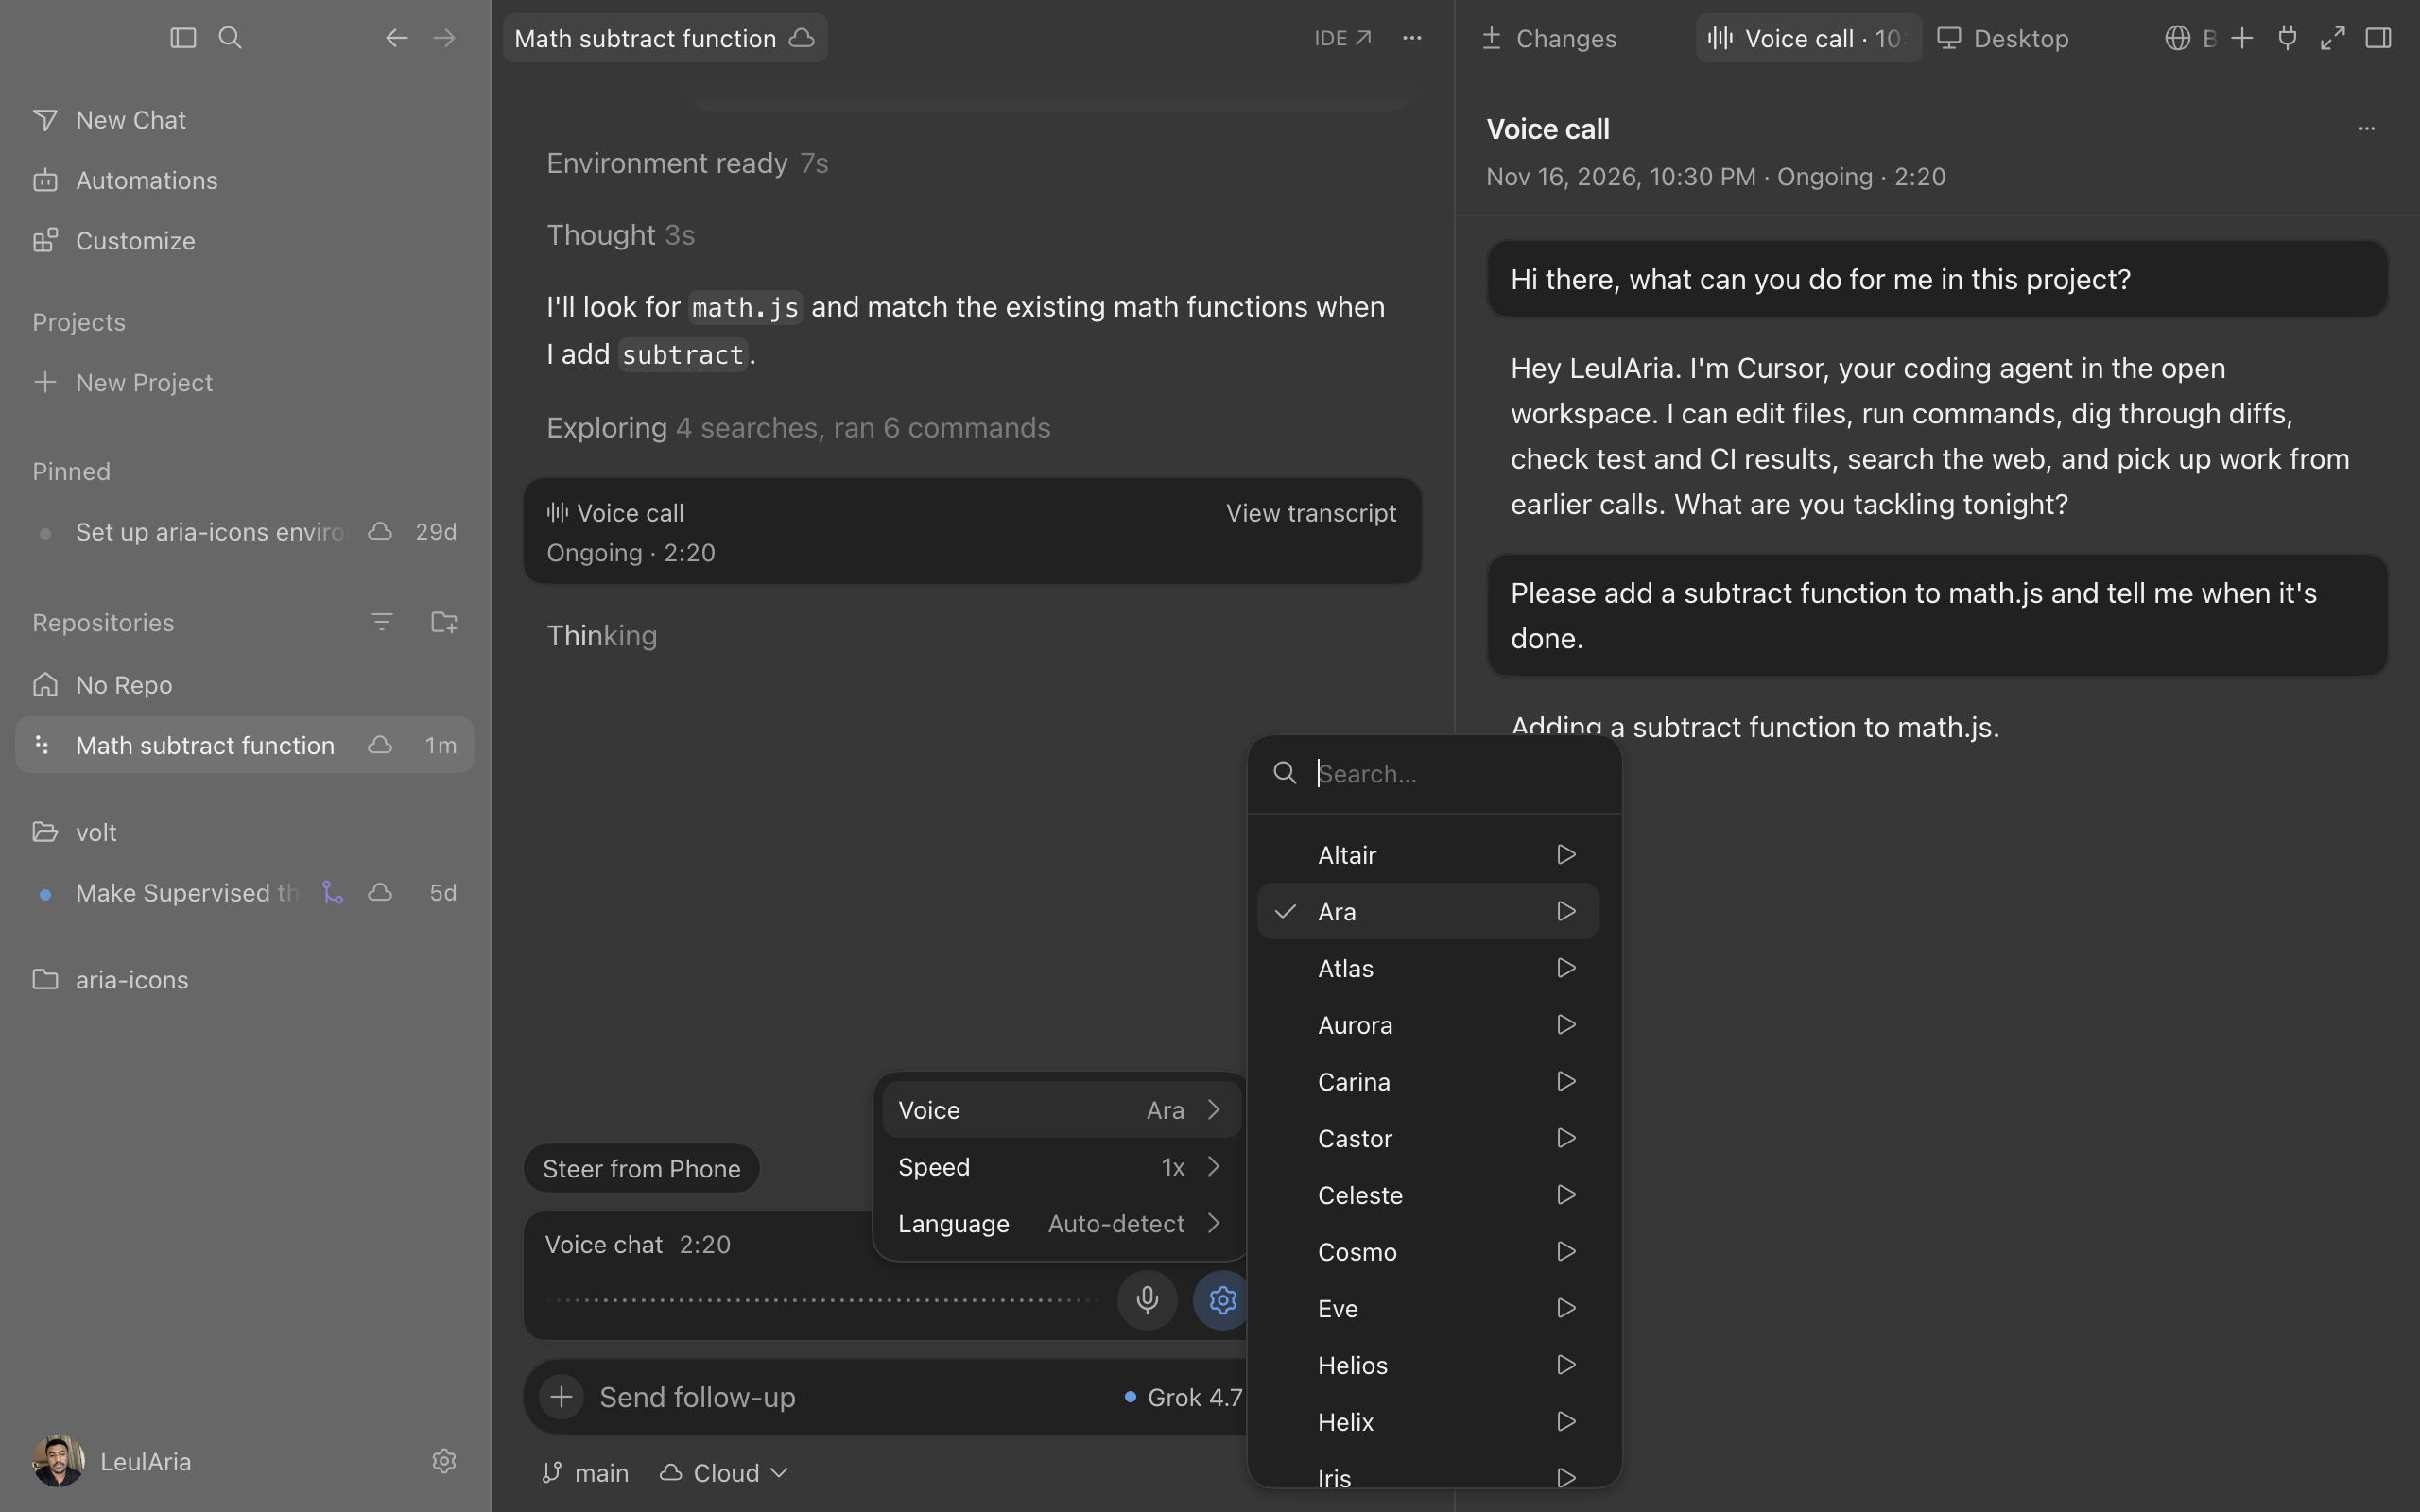 New Chat
Automations
Customize
Projects
New Project
Pinned
Set up aria-icons enviro 29d
Repositories
No Repo
Math subtract function 1m
volt
Make Supervised th 5d
aria-icons
LeulAria
Math subtract function
IDE
Environment ready 7s
Thought 3s
I'll look for math.js and match the existing math functions when
I add subtract.
Exploring 4 searches, ran 6 commands
Voice call View transcript
Ongoing · 2:20
Thinking
Steer from Phone
Voice chat 2:20
Voice Ara
Speed 1x
Language Auto-detect
Send follow-up Grok 4.7
main Cloud
Search...
Altair
Ara
Atlas
Aurora
Carina
Castor
Celeste
Cosmo
Eve
Helios
Helix
Iris
Changes Voice call · 10: Desktop B
Voice call
Nov 16, 2026, 10:30 PM · Ongoing · 2:20
Hi there, what can you do for me in this project?
Hey LeulAria. I'm Cursor, your coding agent in the open
workspace. I can edit files, run commands, dig through diffs,
check test and CI results, search the web, and pick up work from
earlier calls. What are you tackling tonight?
Please add a subtract function to math.js and tell me when it's
done.
Adding a subtract function to math.js.